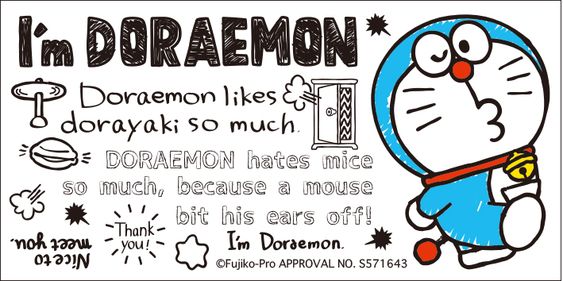 I'm DORAEMON
Doraemon likes
dorayaki so much.
DORAEMON hates mice
so much, because a mouse
bit his ears off!
Nice to
meet you.
Thank
you!
I'm Doraemon.
©Fujiko-Pro APPROVAL NO. S571643